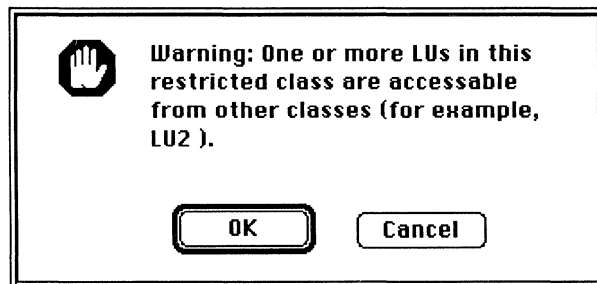 Warning: One or more LUs in this
restricted class are accessable
from other classes (for example,
LU2 ).
OK
Cancel